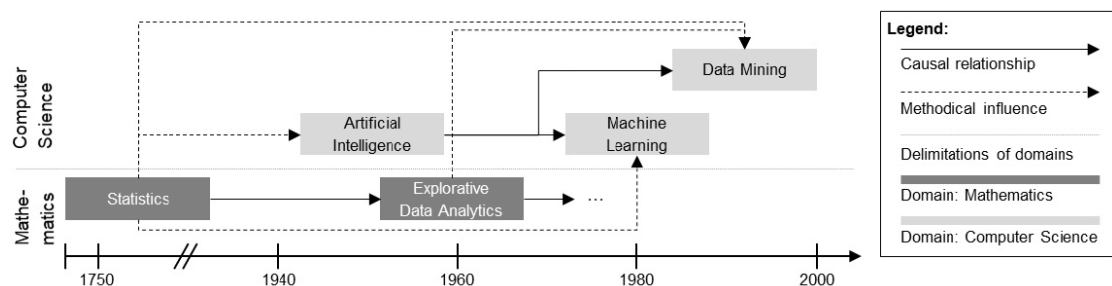 Computer
Science
Mathe-
matics
Data Mining
Artificial
Intelligence
Machine
Learning
Statistics
Explorative
Data Analytics
...
1750
1940
1960
1980
2000
Legend:
Causal relationship
Methodical influence
Delimitations of domains
Domain: Mathematics
Domain: Computer Science